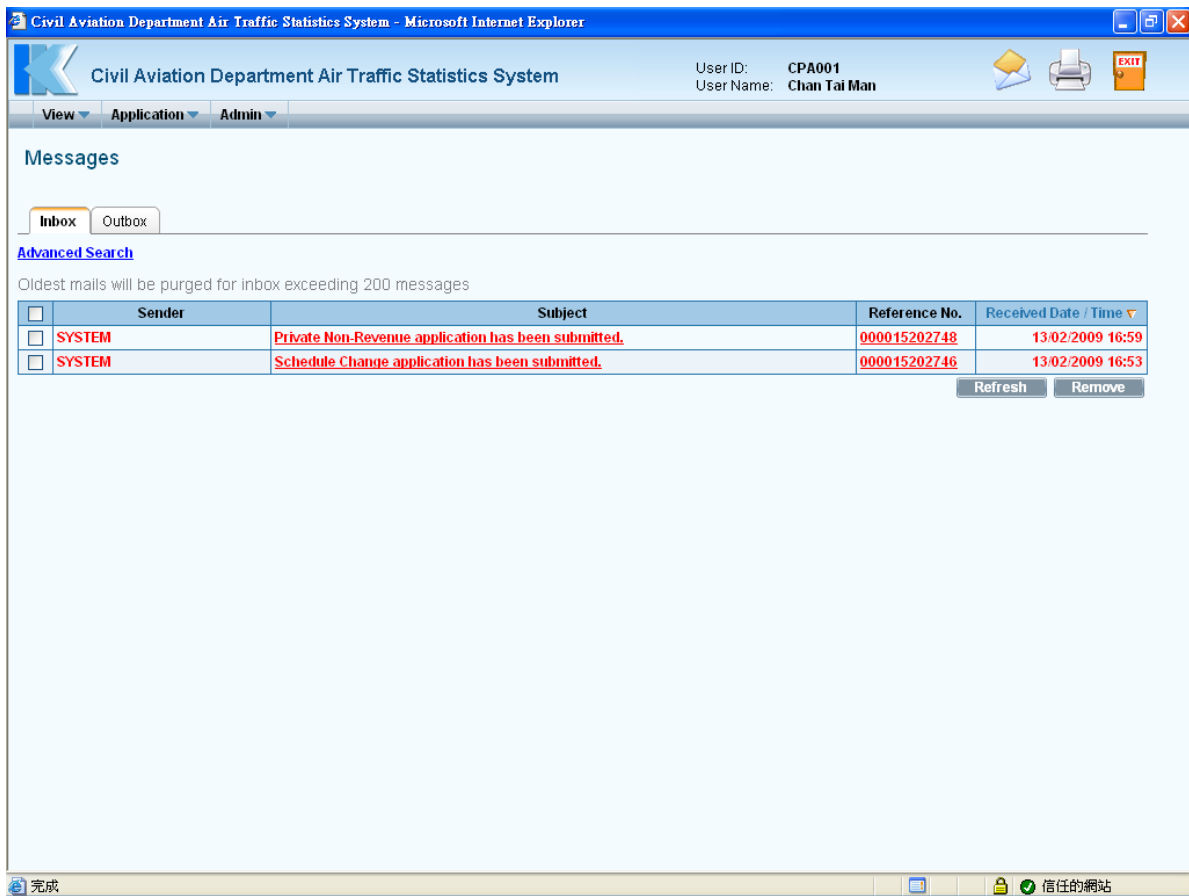 Civil Aviation Department Air Traffic Statistics System - Microsoft Internet Explorer
Civil Aviation Department Air Traffic Statistics System
User ID: CPA001
User Name: Chan Tai Man
EXIT
View Application Admin
Messages
Inbox Outbox
Advanced Search
Oldest mails will be purged for inbox exceeding 200 messages
Sender Subject Reference No. Received Date / Time
SYSTEM Private Non-Revenue application has been submitted. 000015202748 13/02/2009 16:59
SYSTEM Schedule Change application has been submitted. 000015202746 13/02/2009 16:53
Refresh Remove
完成 信任的網站